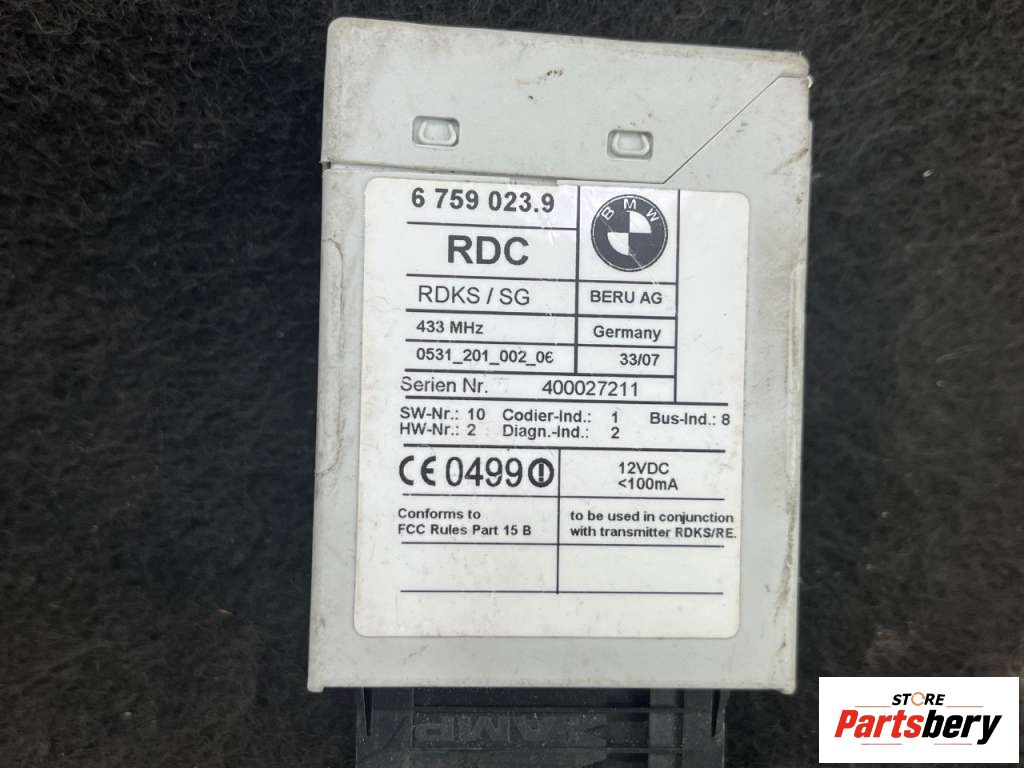 6 759 023.9
BMW
RDC
RDKS / SG
BERU AG
433 MHz
Germany
0531_201_002_06
33/07
Serien Nr. 400027211
SW-Nr.: 10 Codier-Ind.: 1 Bus-Ind.: 8
HW-Nr.: 2 Diagn.-Ind.: 2
CE 0499
12VDC
<100mA
Conforms to
FCC Rules Part 15 B
to be used in conjunction
with transmitter RDKS/RE.
AMP
STORE
Partsbery